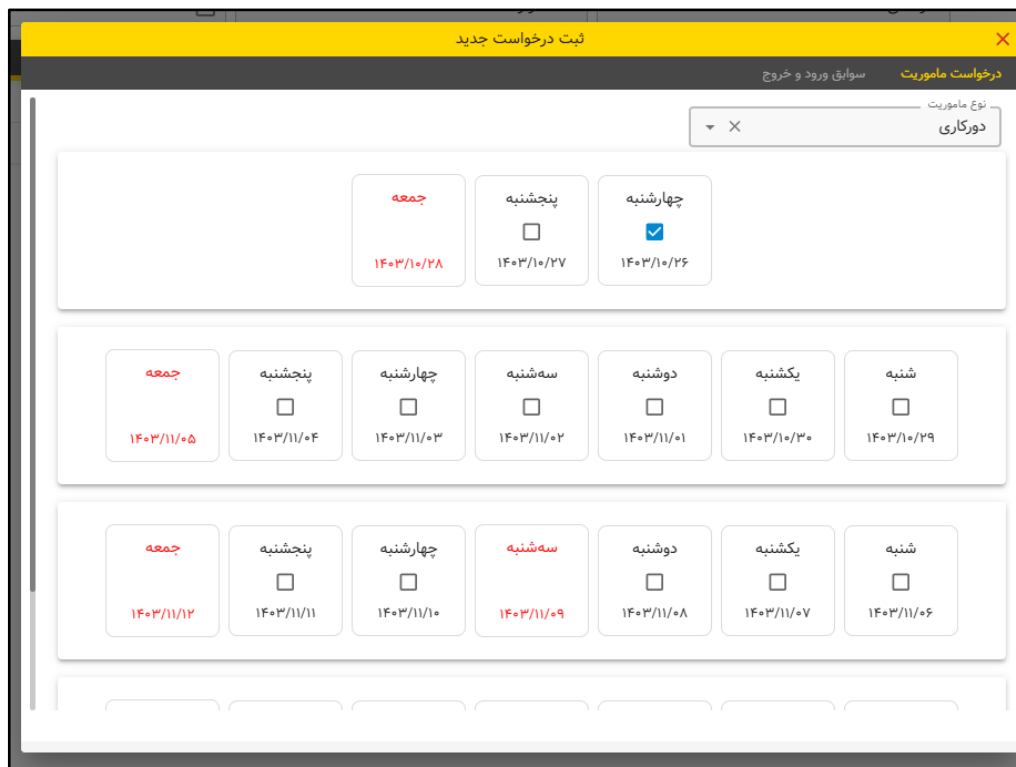 ثبت درخواست جدید
درخواست ماموریت سوابق ورود و خروج
نوع ماموریت
دورکاری
چهارشنبه پنجشنبه جمعه
۱۴۰۳/۱۰/۲۶ ۱۴۰۳/۱۰/۲۷ ۱۴۰۳/۱۰/۲۸
شنبه یکشنبه دوشنبه سه‌شنبه چهارشنبه پنجشنبه جمعه
۱۴۰۳/۱۰/۲۹ ۱۴۰۳/۱۰/۳۰ ۱۴۰۳/۱۱/۰۱ ۱۴۰۳/۱۱/۰۲ ۱۴۰۳/۱۱/۰۳ ۱۴۰۳/۱۱/۰۴ ۱۴۰۳/۱۱/۰۵
شنبه یکشنبه دوشنبه سه‌شنبه چهارشنبه پنجشنبه جمعه
۱۴۰۳/۱۱/۰۶ ۱۴۰۳/۱۱/۰۷ ۱۴۰۳/۱۱/۰۸ ۱۴۰۳/۱۱/۰۹ ۱۴۰۳/۱۱/۱۰ ۱۴۰۳/۱۱/۱۱ ۱۴۰۳/۱۱/۱۲